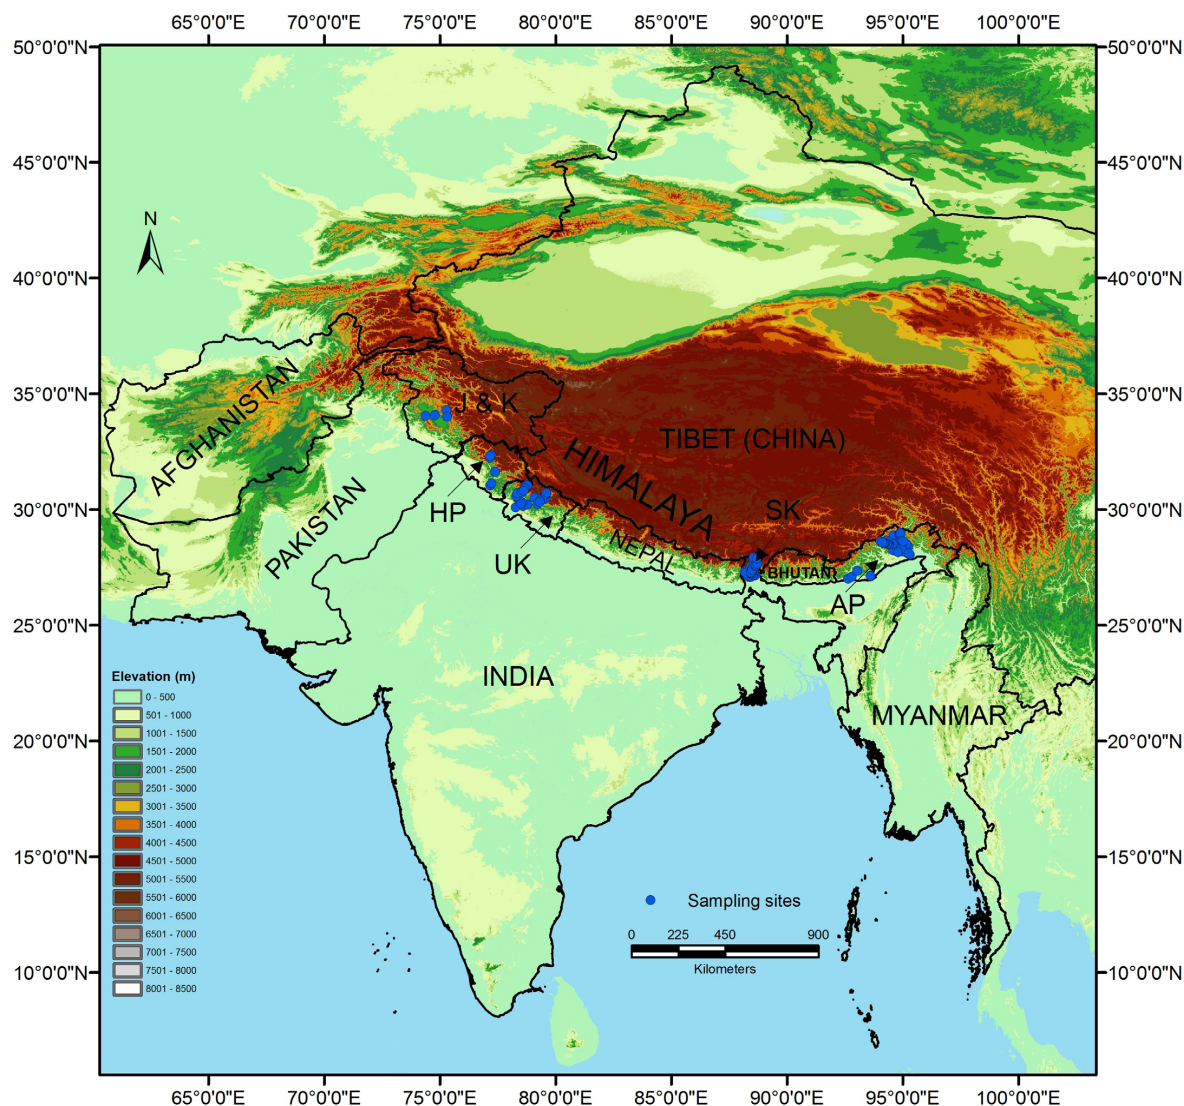 65°0'0"E 70°0'0"E 75°0'0"E 80°0'0"E 85°0'0"E 90°0'0"E 95°0'0"E 100°0'0"E
50°0'0"N 50°0'0"N
45°0'0"N 45°0'0"N
N
40°0'0"N 40°0'0"N
35°0'0"N 35°0'0"N
AFGHANISTAN
J & K
TIBET (CHINA)
HIMALAYA
PAKISTAN
HP
SK
30°0'0"N 30°0'0"N
UK
NEPAL
BHUTAN
AP
25°0'0"N 25°0'0"N
INDIA
MYANMAR
20°0'0"N 20°0'0"N
15°0'0"N 15°0'0"N
10°0'0"N 10°0'0"N
Elevation (m)
0 - 500
501 - 1000
1001 - 1500
1501 - 2000
2001 - 2500
2501 - 3000
3001 - 3500
3501 - 4000
4001 - 4500
4501 - 5000
5001 - 5500
5501 - 6000
6001 - 6500
6501 - 7000
7001 - 7500
7501 - 8000
8001 - 8500
Sampling sites
0 225 450 900
Kilometers
65°0'0"E 70°0'0"E 75°0'0"E 80°0'0"E 85°0'0"E 90°0'0"E 95°0'0"E 100°0'0"E